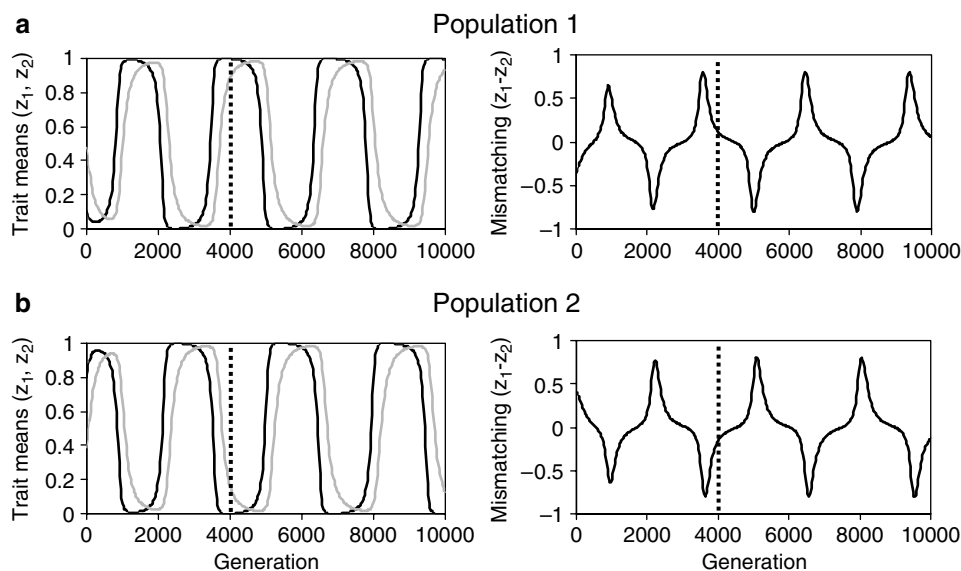 a
Population 1
Trait means (z1, z2)
1
0.8
0.6
0.4
0.2
0
0 2000 4000 6000 8000 10000
Mismatching (z1-z2)
1
0.5
0
−0.5
−1
0 2000 4000 6000 8000 10000
b
Population 2
Trait means (z1, z2)
1
0.8
0.6
0.4
0.2
0
0 2000 4000 6000 8000 10000
Generation
Mismatching (z1-z2)
1
0.5
0
−0.5
−1
0 2000 4000 6000 8000 10000
Generation